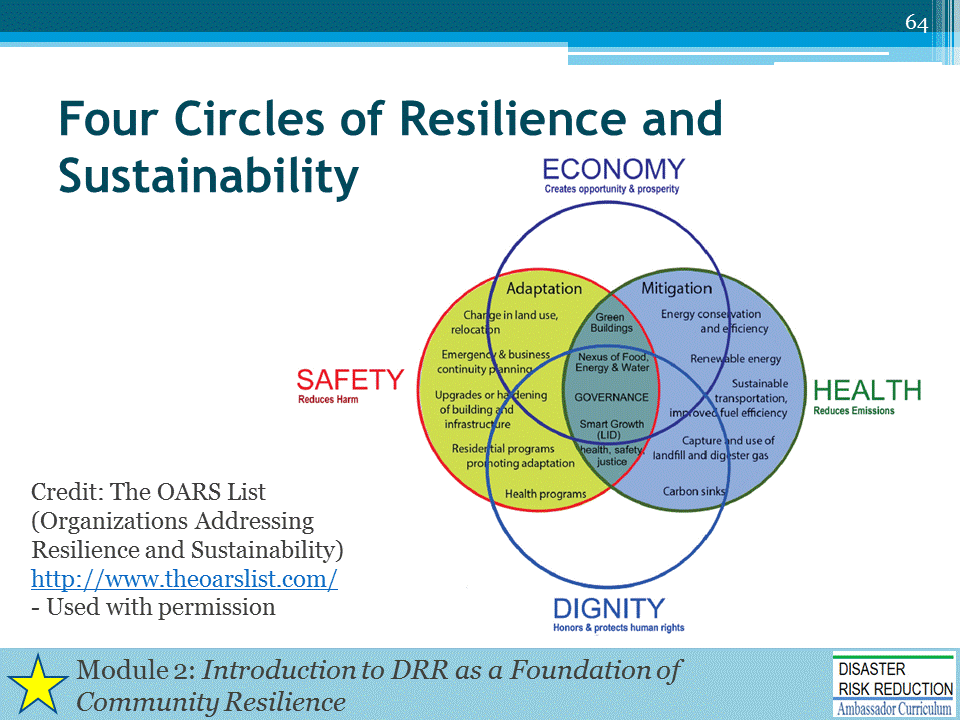 64
Four Circles of Resilience and
Sustainability
ECONOMY
Creates opportunity & prosperity
Adaptation
Change in land use,
relocation
Emergency & business
continuity planning
Upgrades or hardening
of building and
infrastructure
Residential programs
promoting adaptation
Health programs
Green
Buildings
Nexus of Food,
Energy & Water
GOVERNANCE
Smart Growth
(LID)
health, safety,
justice
Mitigation
Energy conservation
and efficiency
Renewable energy
Sustainable
transportation,
improved fuel efficiency
Capture and use of
landfill and digester gas
Carbon sinks
SAFETY
Reduces Harm
HEALTH
Reduces Emissions
DIGNITY
Honors & protects human rights
Credit: The OARS List
(Organizations Addressing
Resilience and Sustainability)
http://www.theoarslist.com/
- Used with permission
Module 2: Introduction to DRR as a Foundation of
Community Resilience
DISASTER
RISK REDUCTION
Ambassador Curriculum